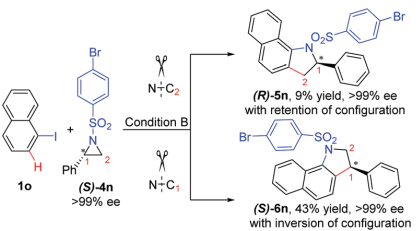 Br
SO2
N
I
H
+
Ph
*
1
2
1o
(S)-4n
>99% ee
N–C2
Condition B
N–C1
Br
SO2
N
*
1
2
(R)-5n, 9% yield, >99% ee
with retention of configuration
Br
SO2
N
2
*
1
(S)-6n, 43% yield, >99% ee
with inversion of configuration